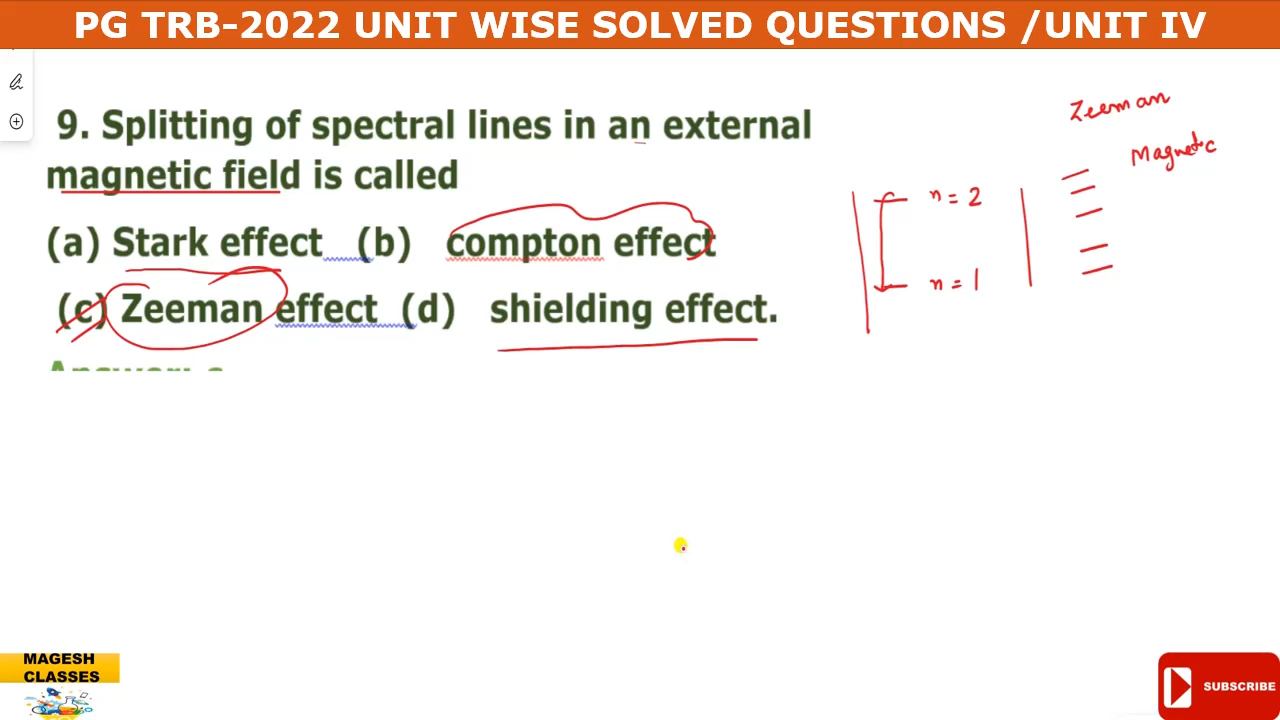 PG TRB-2022 UNIT WISE SOLVED QUESTIONS /UNIT IV
9. Splitting of spectral lines in an external
magnetic field is called
(a) Stark effect (b) compton effect
(c) Zeeman effect (d) shielding effect.
Zeeman
Magnetic
n = 2
n = 1
MAGESH
CLASSES
SUBSCRIBE